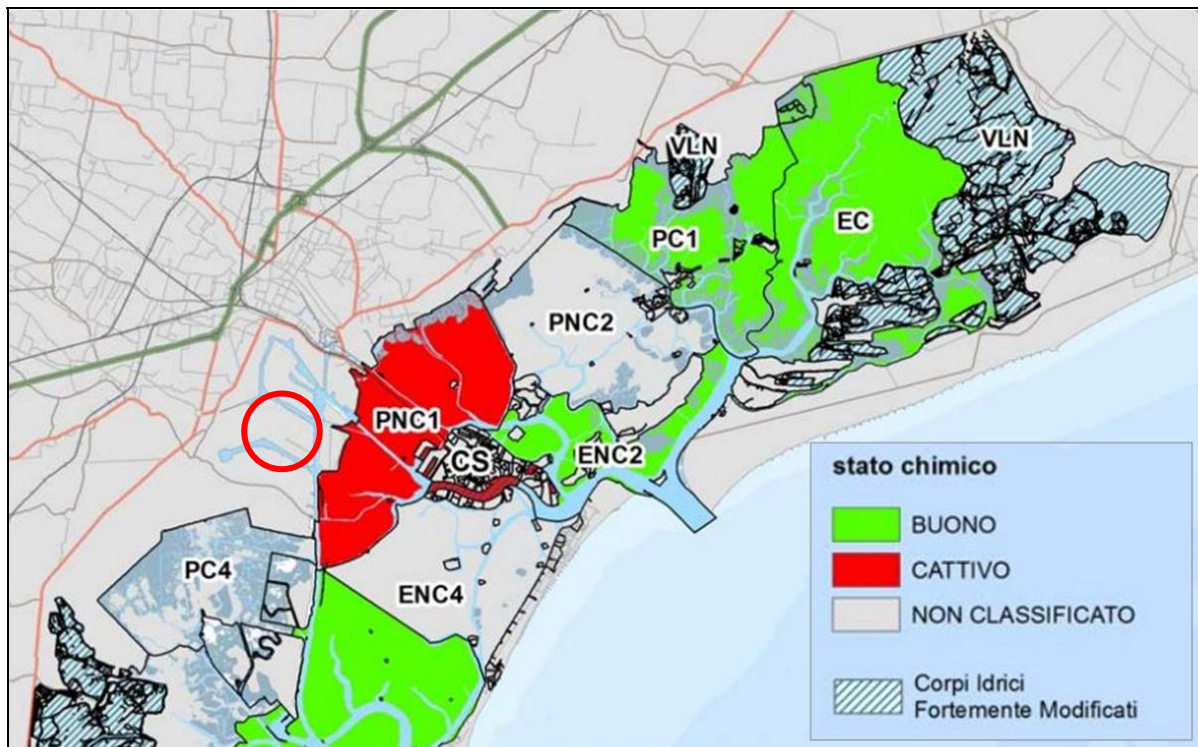 VLN
VLN
PC1
EC
PNC2
PNC1
CS
ENC2
PC4
ENC4
stato chimico
BUONO
CATTIVO
NON CLASSIFICATO
Corpi Idrici
Fortemente Modificati